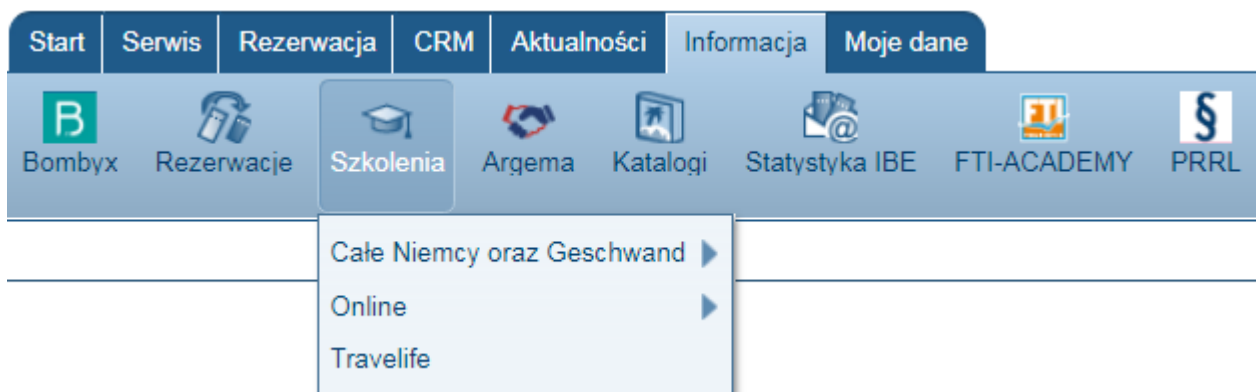 Start Serwis Rezerwacja CRM Aktualności Informacja Moje dane
B
Bombyx Rezerwacje Szkolenia Argema Katalogi Statystyka IBE FTI-ACADEMY PRRL
§
Całe Niemcy oraz Geschwand
Online
Travelife